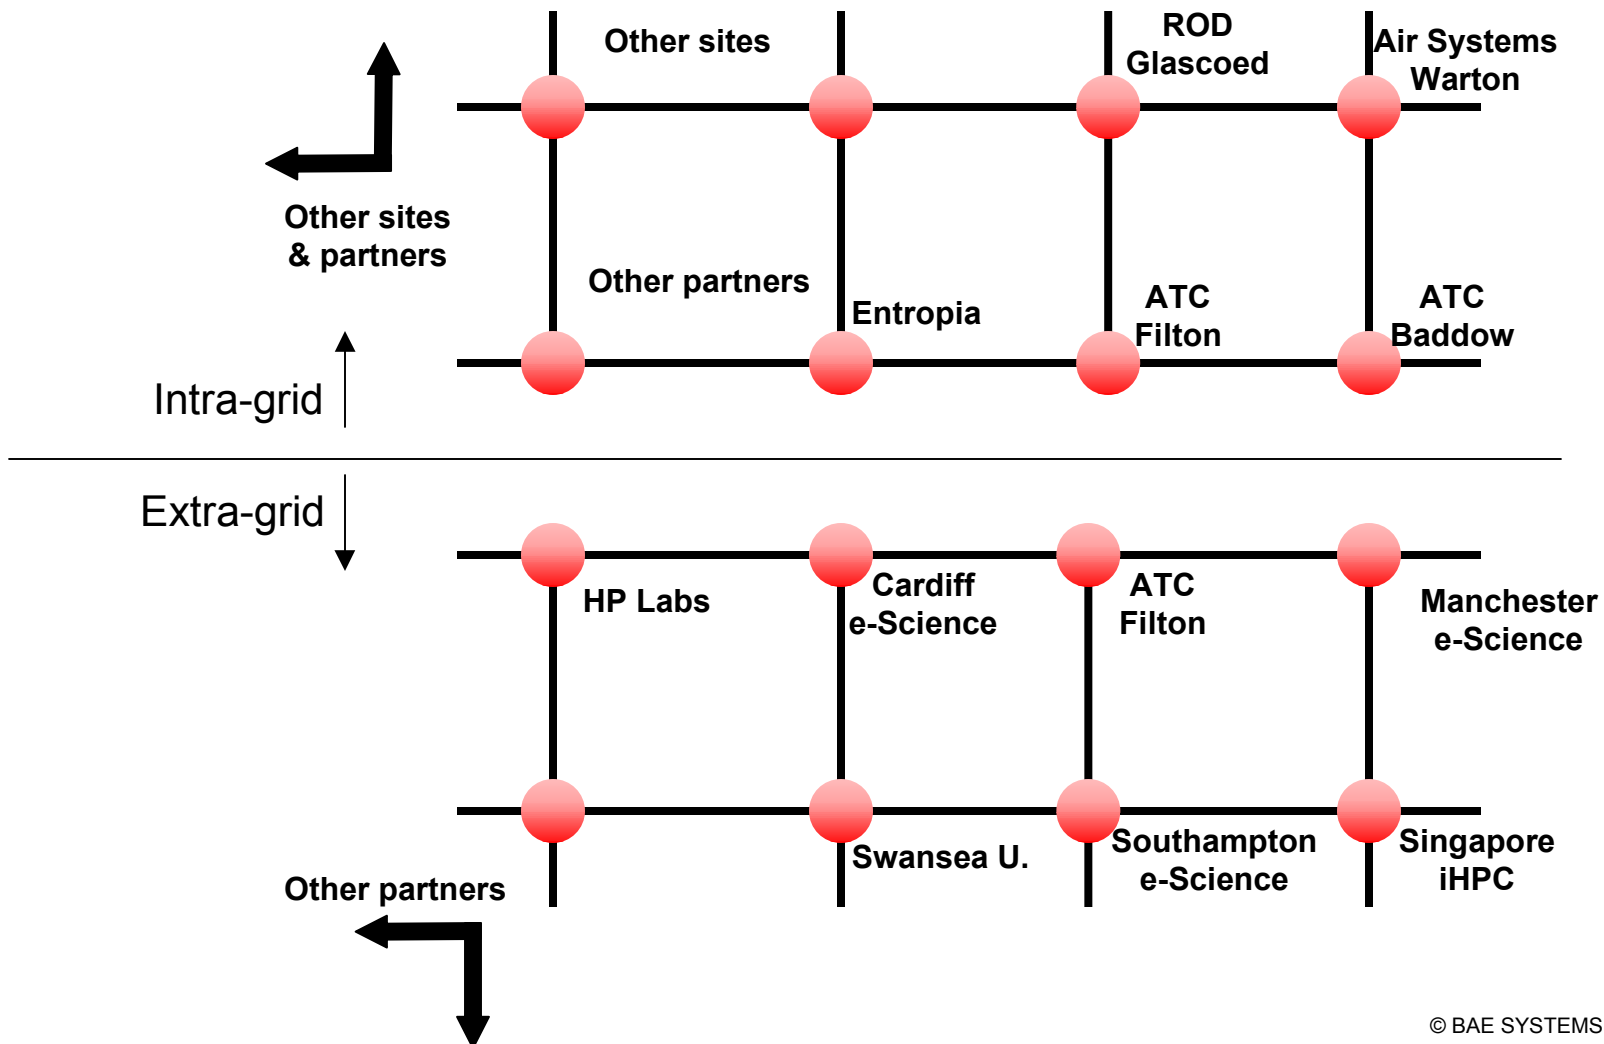 Other sites
ROD
Glascoed
Air Systems
Warton
Other sites
& partners
Other partners
Entropia
ATC
Filton
ATC
Baddow
Intra-grid
Extra-grid
HP Labs
Cardiff
e-Science
ATC
Filton
Manchester
e-Science
Swansea U.
Southampton
e-Science
Singapore
iHPC
Other partners
© BAE SYSTEMS